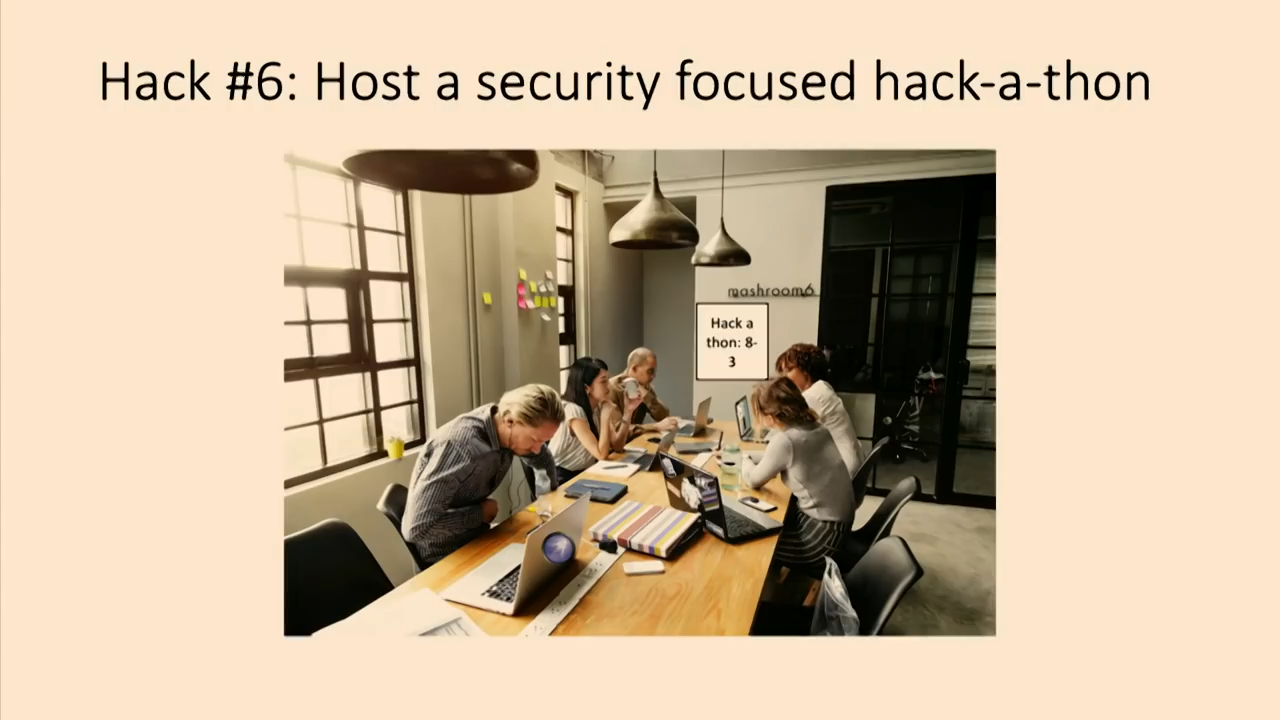 Hack #6: Host a security focused hack-a-thon
mashroom6
Hack a
thon: 8-
3